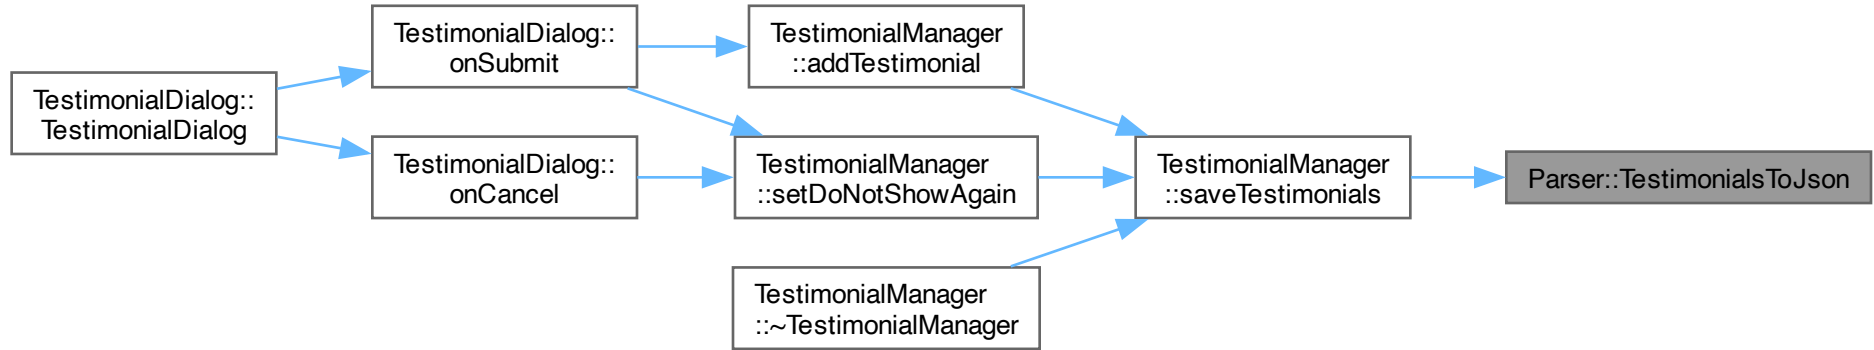 TestimonialDialog::
TestimonialDialog
TestimonialDialog::
onSubmit
TestimonialDialog::
onCancel
TestimonialManager
::addTestimonial
TestimonialManager
::setDoNotShowAgain
TestimonialManager
::~TestimonialManager
TestimonialManager
::saveTestimonials
Parser::TestimonialsToJson